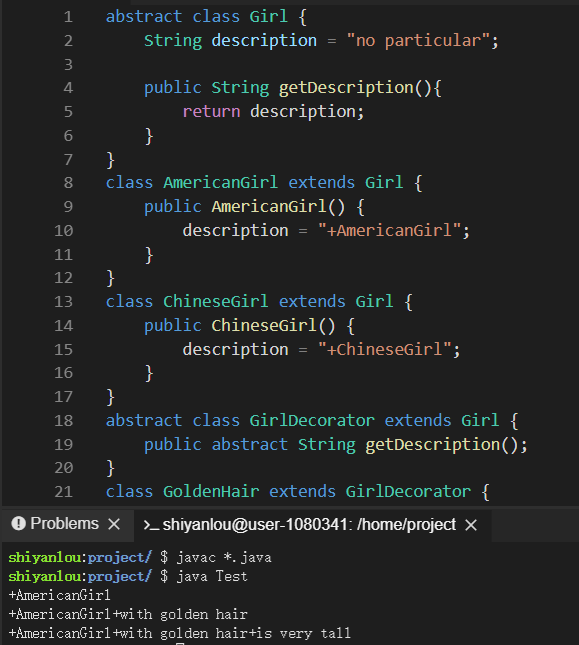 1 abstract class Girl {
2 String description = "no particular";
3
4 public String getDescription(){
5 return description;
6 }
7 }
8 class AmericanGirl extends Girl {
9 public AmericanGirl() {
10 description = "+AmericanGirl";
11 }
12 }
13 class ChineseGirl extends Girl {
14 public ChineseGirl() {
15 description = "+ChineseGirl";
16 }
17 }
18 abstract class GirlDecorator extends Girl {
19 public abstract String getDescription();
20 }
21 class GoldenHair extends GirlDecorator {
Problems × >_ shiyanlou@user-1080341: /home/project ×
shiyanlou:project/ $ javac *.java
shiyanlou:project/ $ java Test
+AmericanGirl
+AmericanGirl+with golden hair
+AmericanGirl+with golden hair+is very tall